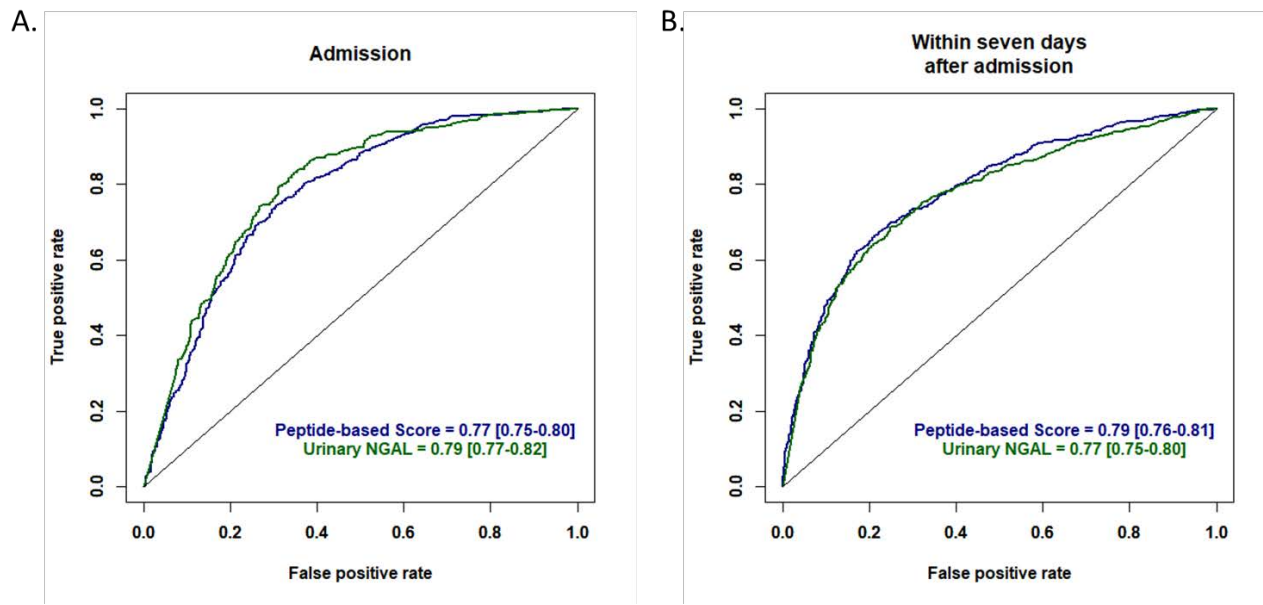 A.
Admission
1.0
0.8
0.6
0.4
0.2
0.0
True positive rate
Peptide-based Score = 0.77 [0.75-0.80]
Urinary NGAL = 0.79 [0.77-0.82]
0.0 0.2 0.4 0.6 0.8 1.0
False positive rate
B.
Within seven days
after admission
1.0
0.8
0.6
0.4
0.2
0.0
True positive rate
Peptide-based Score = 0.79 [0.76-0.81]
Urinary NGAL = 0.77 [0.75-0.80]
0.0 0.2 0.4 0.6 0.8 1.0
False positive rate